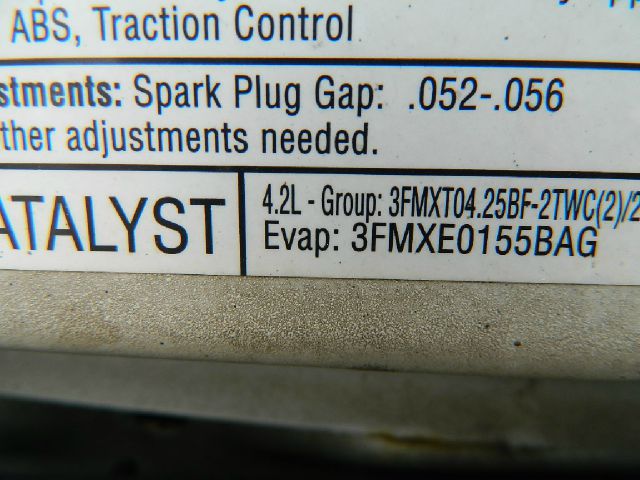 ABS, Traction Control
stments: Spark Plug Gap: .052-.056
ther adjustments needed.
ATALYST
4.2L - Group: 3FMXT04.25BF-2TWC(2)/2
Evap: 3FMXE0155BAG